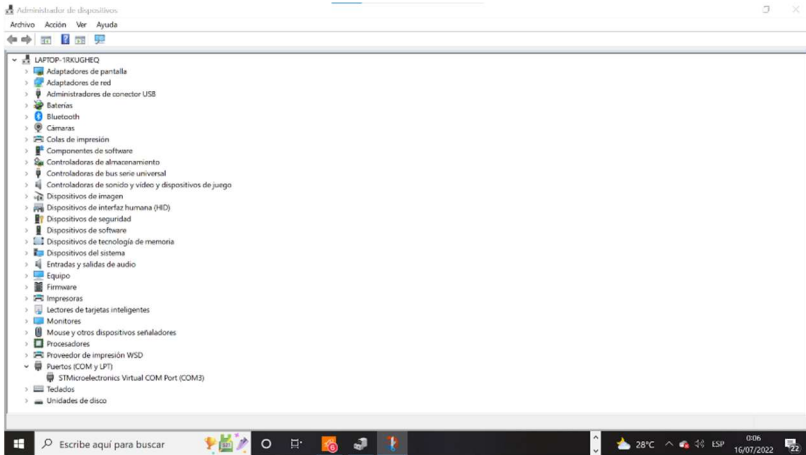 Administrador de dispositivos
Archivo Acción Ver Ayuda
LAPTOP-1RKUGHEQ
Adaptadores de pantalla
Adaptadores de red
Administradores de conector USB
Baterías
Bluetooth
Cámaras
Colas de impresión
Componentes de software
Controladoras de almacenamiento
Controladoras de bus serie universal
Controladoras de sonido y vídeo y dispositivos de juego
Dispositivos de imagen
Dispositivos de interfaz humana (HID)
Dispositivos de seguridad
Dispositivos de software
Dispositivos de tecnología de memoria
Dispositivos del sistema
Entradas y salidas de audio
Equipo
Firmware
Impresoras
Lectores de tarjetas inteligentes
Monitores
Mouse y otros dispositivos señaladores
Procesadores
Proveedor de impresión WSD
Puertos (COM y LPT)
STMicroelectronics Virtual COM Port (COM3)
Teclados
Unidades de disco
Escribe aquí para buscar 28°C ESP 0:06
16/07/2022 22